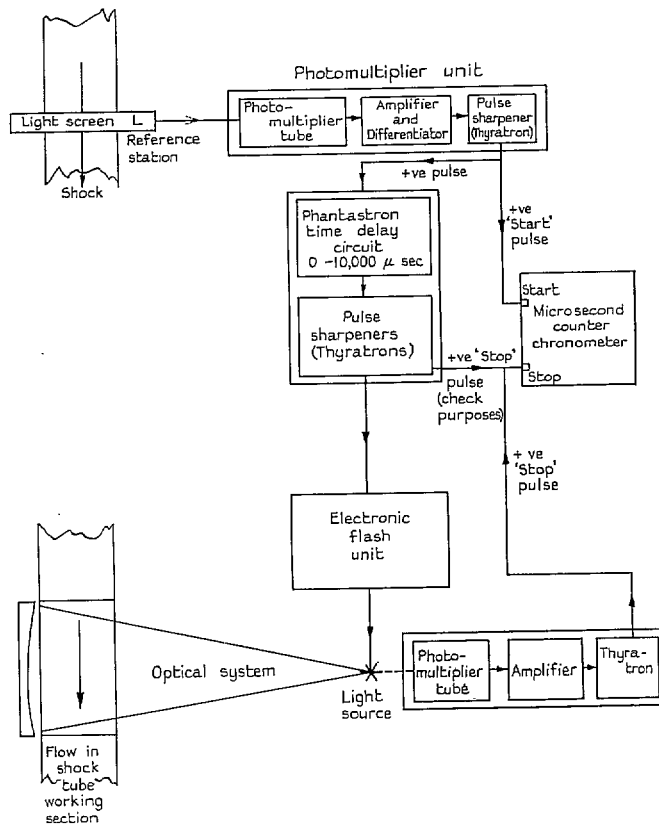 Photomultiplier unit
Light screen L
Reference
station
Shock
Photo-
multiplier
tube
Amplifier
and
Differentiator
Pulse
sharpener
(Thyratron)
+ve pulse
+ve
'Start'
pulse
Phantastron
time delay
circuit
0 -10,000 μ sec
Pulse
sharpeners
(Thyratrons)
Start
Microsecond
counter
chronometer
Stop
+ve 'Stop'
pulse
(check
purposes)
+ ve
'Stop'
pulse
Electronic
flash
unit
Optical system
Light
source
Photo-
multiplier
tube
Amplifier
Thyra-
tron
Flow in
shock
tube
working
section